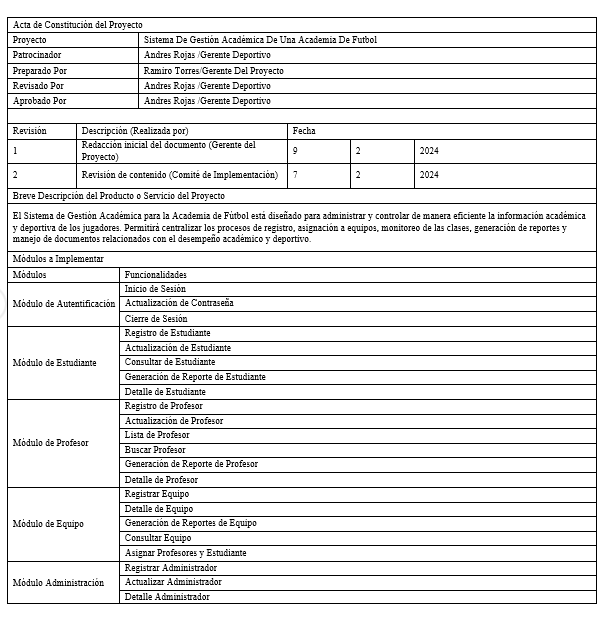 Acta de Constitución del Proyecto
Proyecto Sistema De Gestión Académica De Una Academia De Futbol
Patrocinador Andres Rojas /Gerente Deportivo
Preparado Por Ramiro Torres/Gerente Del Proyecto
Revisado Por Andres Rojas /Gerente Deportivo
Aprobado Por Andres Rojas /Gerente Deportivo
Revisión Descripción (Realizada por) Fecha
1 Redacción inicial del documento (Gerente del Proyecto) 9 2 2024
2 Revisión de contenido (Comité de Implementación) 7 2 2024
Breve Descripción del Producto o Servicio del Proyecto
El Sistema de Gestión Académica para la Academia de Fútbol está diseñado para administrar y controlar de manera eficiente la información académica
y deportiva de los jugadores. Permitirá centralizar los procesos de registro, asignación a equipos, monitoreo de las clases, generación de reportes y
manejo de documentos relacionados con el desempeño académico y deportivo.
Módulos a Implementar
Módulos Funcionalidades
Módulo de Autentificación
Inicio de Sesión
Actualización de Contraseña
Cierre de Sesión
Módulo de Estudiante
Registro de Estudiante
Actualización de Estudiante
Consultar de Estudiante
Generación de Reporte de Estudiante
Detalle de Estudiante
Módulo de Profesor
Registro de Profesor
Actualización de Profesor
Lista de Profesor
Buscar Profesor
Generación de Reporte de Profesor
Detalle de Profesor
Módulo de Equipo
Registrar Equipo
Detalle de Equipo
Generación de Reportes de Equipo
Consultar Equipo
Asignar Profesores y Estudiante
Módulo Administración
Registrar Administrador
Actualizar Administrador
Detalle Administrador